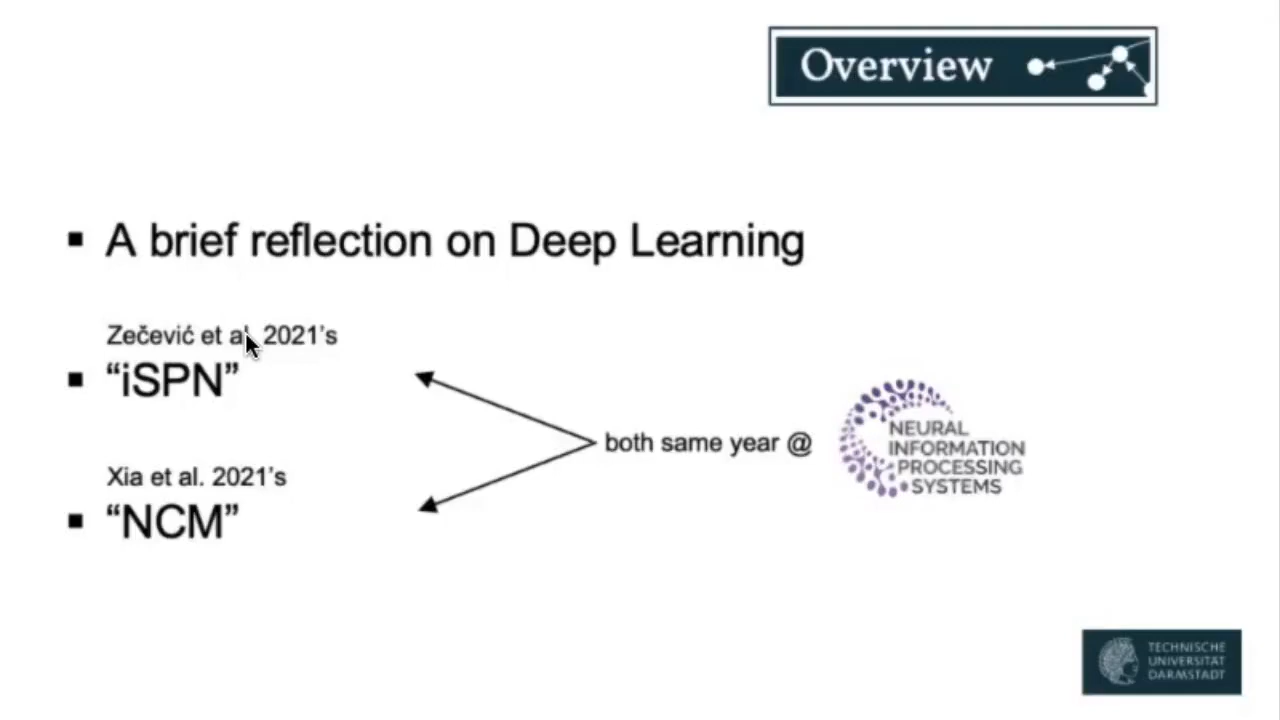 Overview
▪ A brief reflection on Deep Learning
Zečević et al. 2021's
▪ “iSPN”
both same year @
NEURAL
INFORMATION
PROCESSING
SYSTEMS
Xia et al. 2021's
▪ “NCM”
TECHNISCHE
UNIVERSITÄT
DARMSTADT